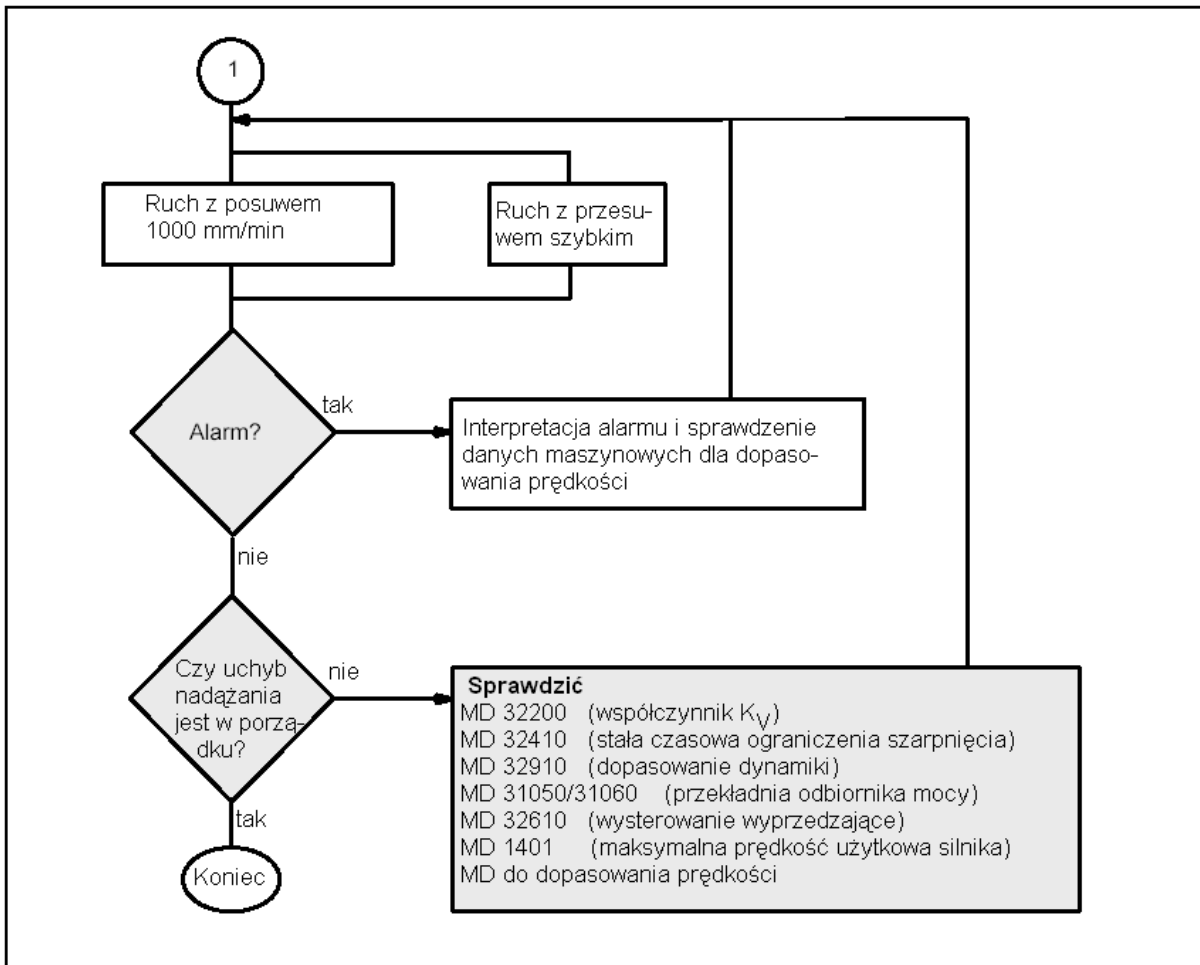 1
Ruch z posuwem
1000 mm/min
Ruch z przesu-
wem szybkim
Alarm?
tak
Interpretacja alarmu i sprawdzenie
danych maszynowych dla dopaso-
wania prędkości
nie
Czy uchyb
nadążania
jest w porzą-
dku?
nie
Sprawdzić
MD 32200 (współczynnik KV)
MD 32410 (stała czasowa ograniczenia szarpnięcia)
MD 32910 (dopasowanie dynamiki)
MD 31050/31060 (przekładnia odbiornika mocy)
MD 32610 (wysterowanie wyprzedzające)
MD 1401 (maksymalna prędkość użytkowa silnika)
MD do dopasowania prędkości
tak
Koniec